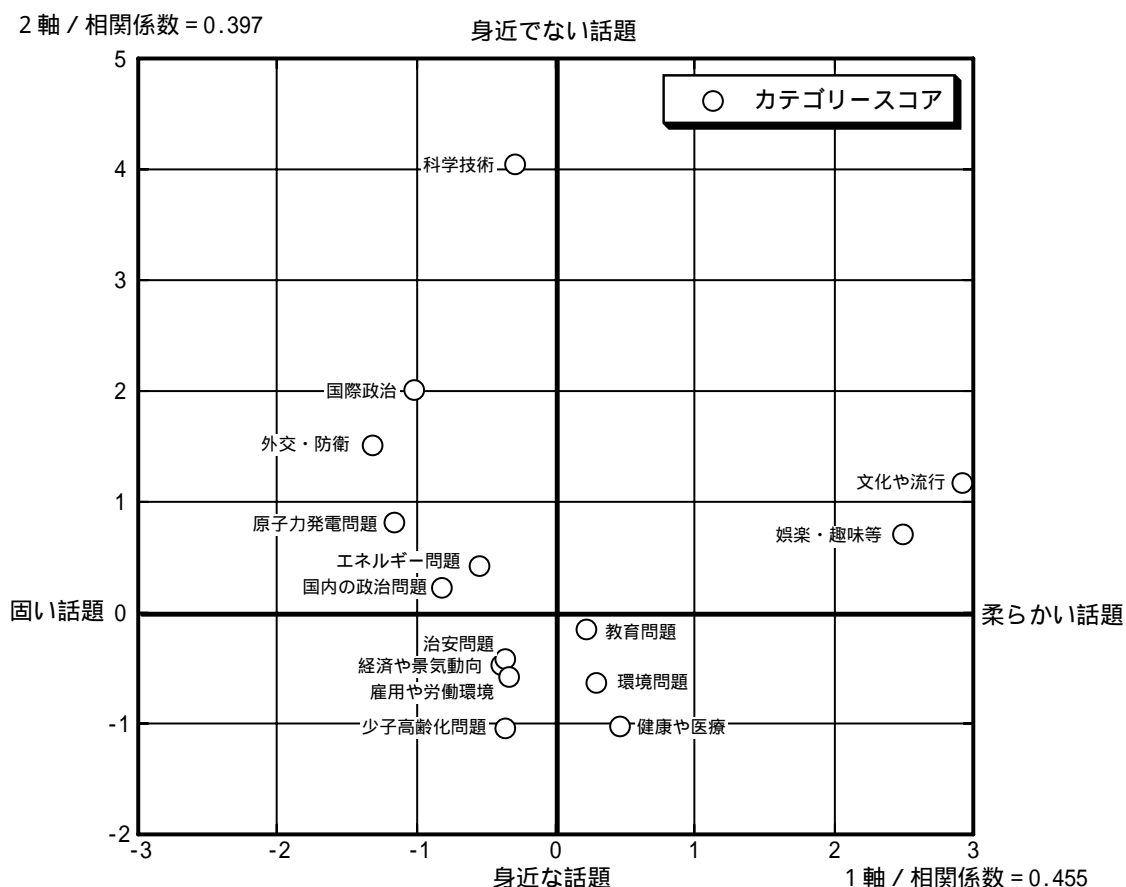 2軸/相関係数=0.397
身近でない話題
5
カテゴリースコア
4
科学技術
3
2
国際政治
外交・防衛
文化や流行
1
原子力発電問題
娯楽・趣味等
エネルギー問題
国内の政治問題
固い話題
0
柔らかい話題
教育問題
治安問題
経済や景気動向
環境問題
雇用や労働環境
-1
少子高齢化問題
健康や医療
-2
-3 -2 -1 0 1 2 3
身近な話題
1軸/相関係数=0.455